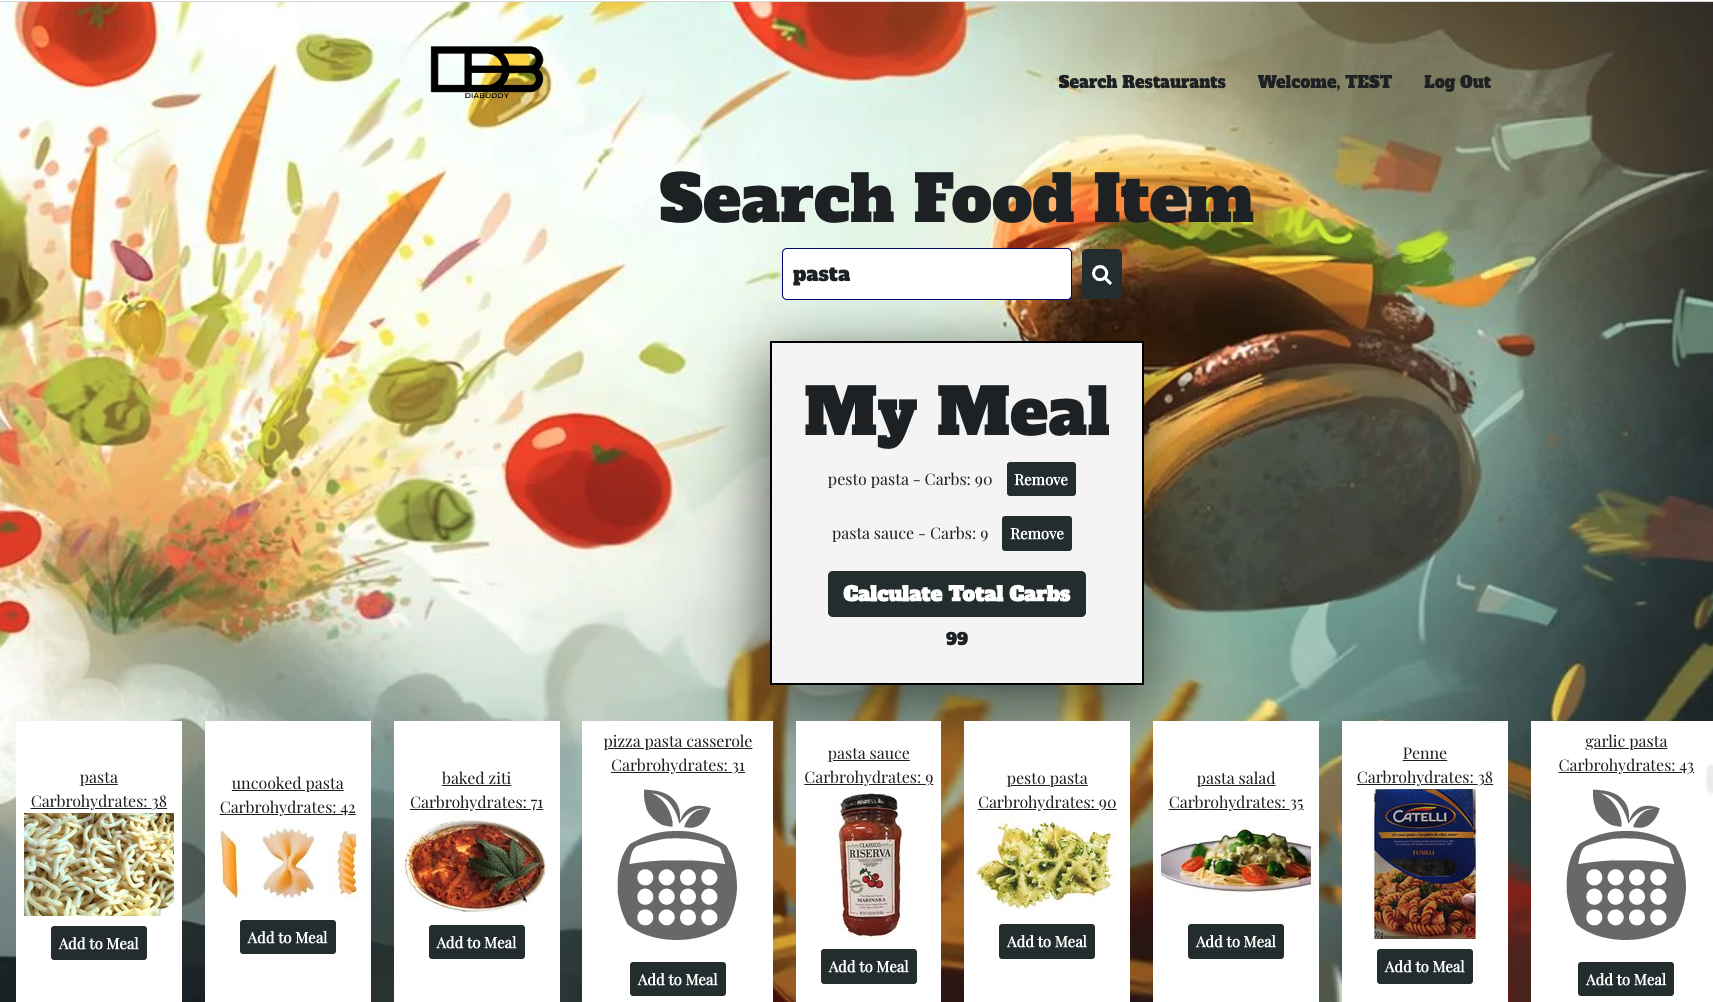 DIABUDDY
Search Restaurants
Welcome, TEST
Log Out
Search Food Item
pasta
My Meal
pesto pasta - Carbs: 90
Remove
pasta sauce - Carbs: 9
Remove
Calculate Total Carbs
99
pasta
Carbrohydrates: 38
Add to Meal
uncooked pasta
Carbrohydrates: 42
Add to Meal
baked ziti
Carbrohydrates: 71
Add to Meal
pizza pasta casserole
Carbrohydrates: 31
Add to Meal
pasta sauce
Carbrohydrates: 9
CLASSICO
RISERVA
MARINARA
Add to Meal
pesto pasta
Carbrohydrates: 90
Add to Meal
pasta salad
Carbrohydrates: 35
Add to Meal
Penne
Carbrohydrates: 38
CATELLI
FUSILLI
Add to Meal
garlic pasta
Carbrohydrates: 43
Add to Meal